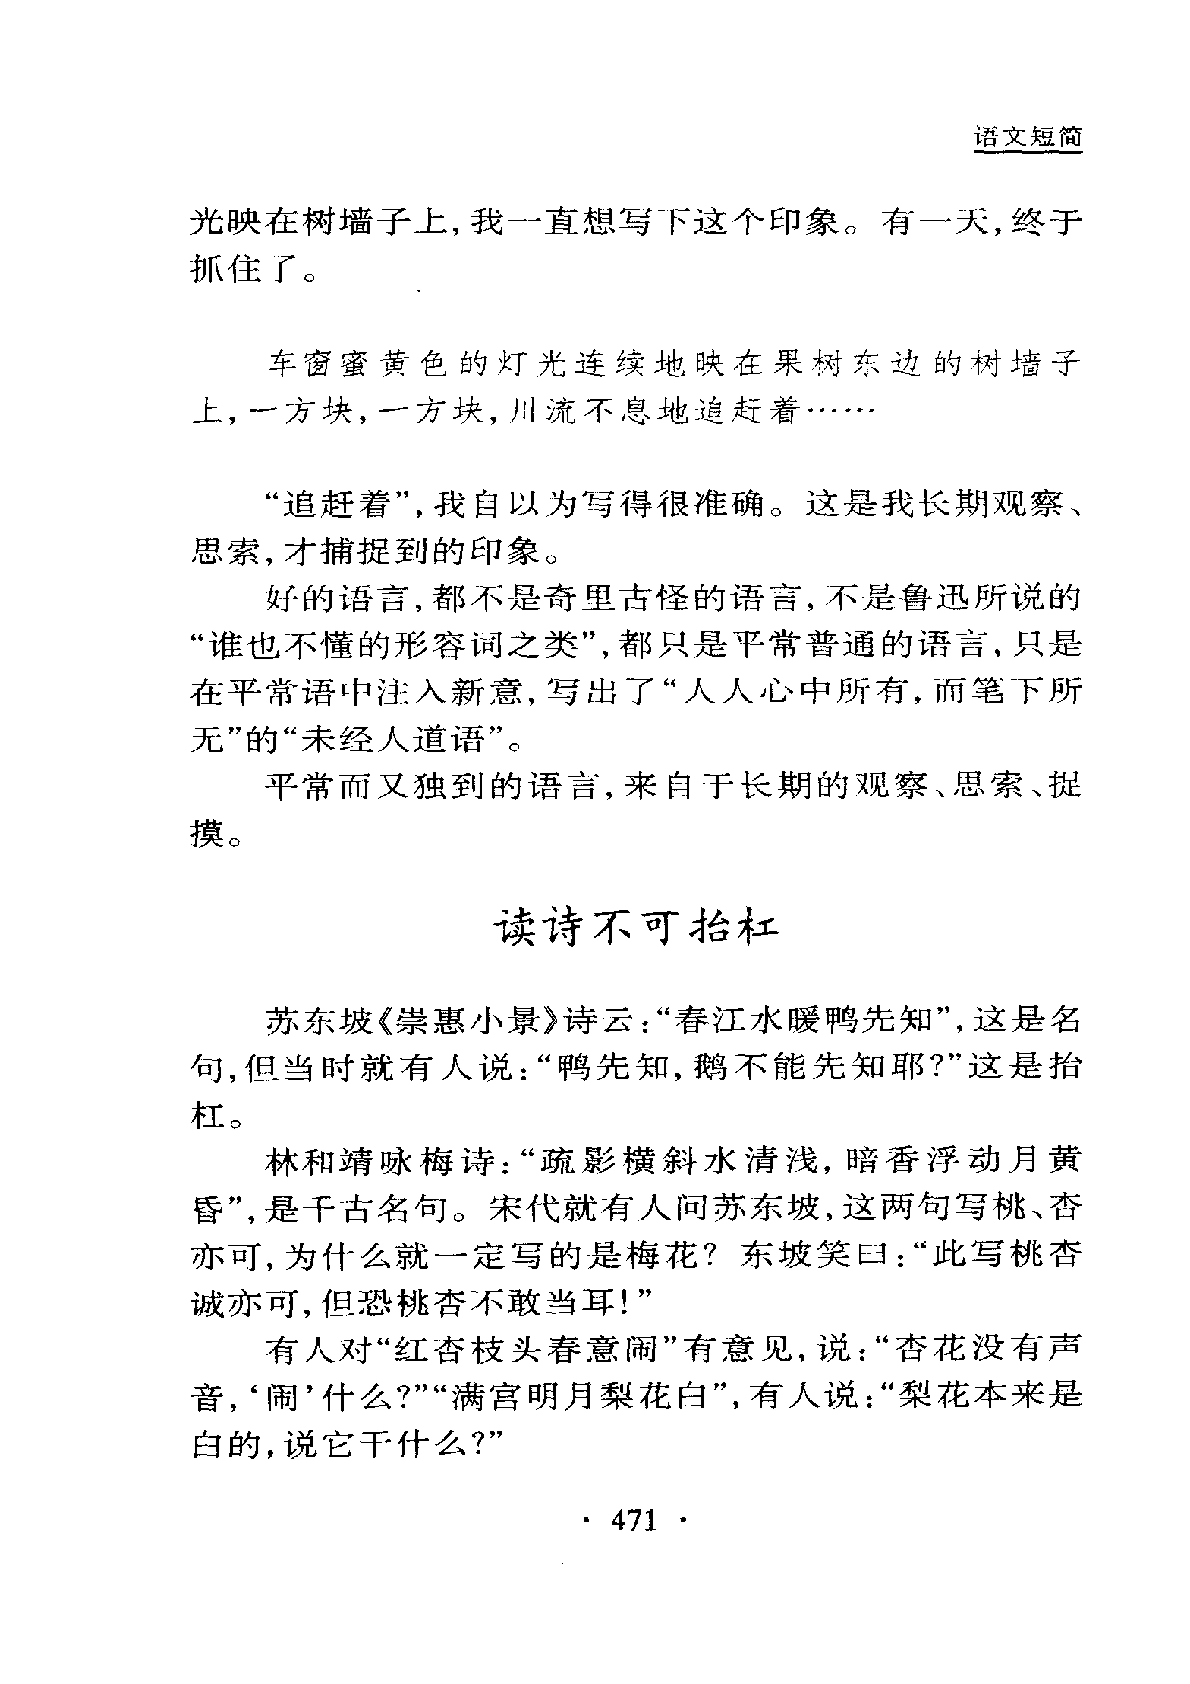 语文短简
光映在树墙子上，我一直想写下这个印象。有一天，终于
抓住了。
车窗蜜黄色的灯光连续地映在果树东边的树墙子
上，一方块，一方块，川流不息地追赶着……
“追赶着”，我自以为写得很准确。这是我长期观察、
思索，才捕捉到的印象。
好的语言，都不是奇里古怪的语言，不是鲁迅所说的
“谁也不懂的形容词之类”，都只是平常普通的语言，只是
在平常语中注入新意，写出了“人人心中所有，而笔下所
无”的“未经人道语”。
平常而又独到的语言，来自于长期的观察、思索、捉
摸。
读诗不可抬杠
苏东坡《崇惠小景》诗云：“春江水暖鸭先知”，这是名
句，但当时就有人说：“鸭先知，鹅不能先知耶？”这是抬
杠。
林和靖咏梅诗：“疏影横斜水清浅，暗香浮动月黄
昏”，是千古名句。宋代就有人问苏东坡，这两句写桃、杏
亦可，为什么就一定写的是梅花？东坡笑曰：“此写桃杏
诚亦可，但恐桃杏不敢当耳！”
有人对“红杏枝头春意闹”有意见，说：“杏花没有声
音，‘闹’什么？”“满宫明月梨花白”，有人说：“梨花本来是
白的，说它干什么？”
· 471 ·